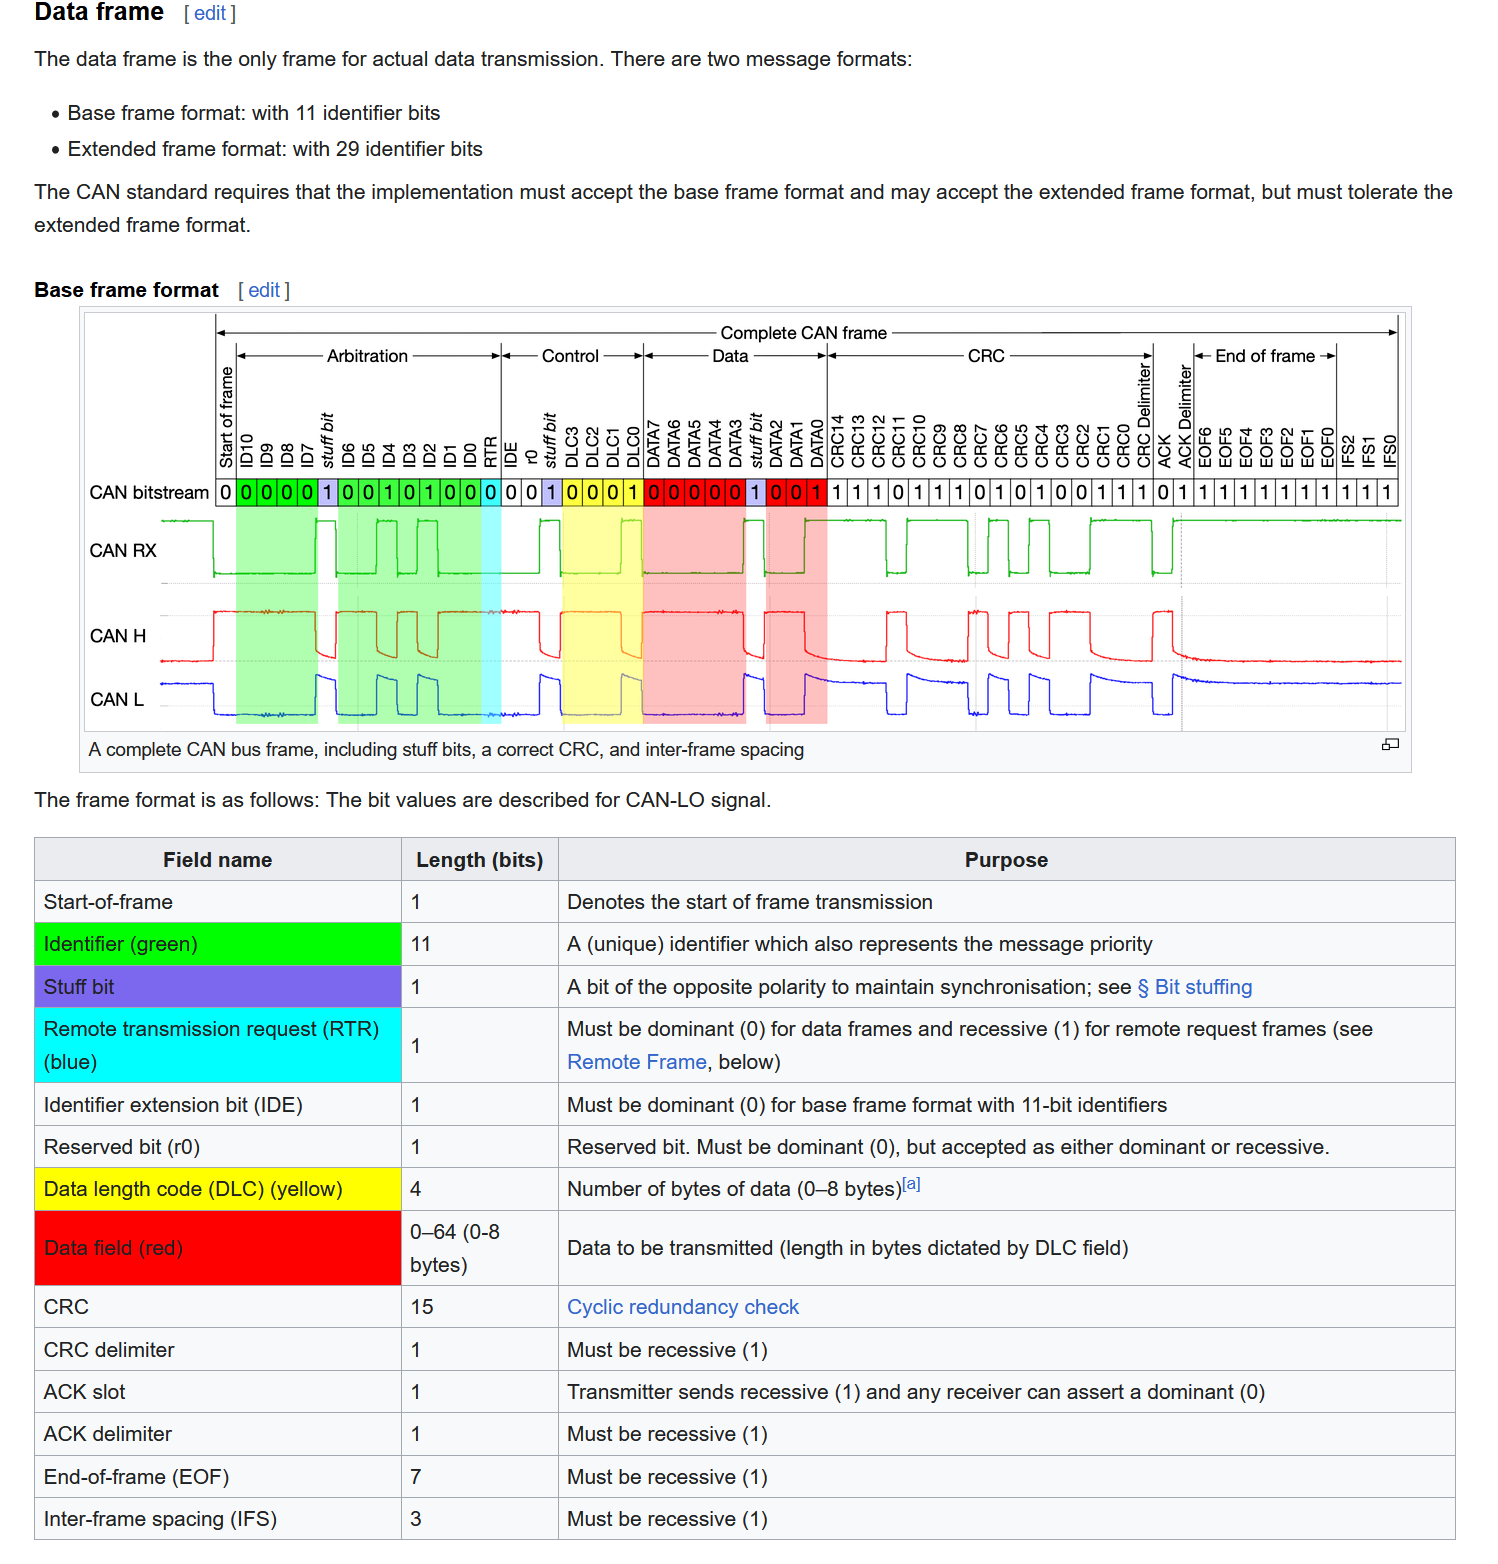 Data frame [ edit ]
The data frame is the only frame for actual data transmission. There are two message formats:
• Base frame format: with 11 identifier bits
• Extended frame format: with 29 identifier bits
The CAN standard requires that the implementation must accept the base frame format and may accept the extended frame format, but must tolerate the
extended frame format.
Base frame format [ edit ]
Complete CAN frame
Arbitration Control Data CRC End of frame
Start of frame ID10 ID9 ID8 ID7 stuff bit ID6 ID5 ID4 ID3 ID2 ID1 ID0 RTR IDE r0 stuff bit DLC3 DLC2 DLC1 DLC0 DATA7 DATA6 DATA5 DATA4 DATA3 stuff bit DATA2 DATA1 DATA0 CRC14 CRC13 CRC12 CRC11 CRC10 CRC9 CRC8 CRC7 CRC6 CRC5 CRC4 CRC3 CRC2 CRC1 CRC0 CRC Delimiter ACK ACK Delimiter EOF6 EOF5 EOF4 EOF3 EOF2 EOF1 EOF0 IFS2 IFS1 IFS0
CAN bitstream 0 0 0 0 0 1 0 0 1 0 1 0 0 0 0 0 1 0 0 0 1 0 0 0 0 0 1 0 0 1 1 1 1 0 1 1 1 0 1 0 1 0 0 1 1 1 0 1 1 1 1 1 1 1 1 1 1 1
CAN RX
CAN H
CAN L
A complete CAN bus frame, including stuff bits, a correct CRC, and inter-frame spacing
The frame format is as follows: The bit values are described for CAN-LO signal.
Field name Length (bits) Purpose
Start-of-frame 1 Denotes the start of frame transmission
Identifier (green) 11 A (unique) identifier which also represents the message priority
Stuff bit 1 A bit of the opposite polarity to maintain synchronisation; see § Bit stuffing
Remote transmission request (RTR)
(blue) 1 Must be dominant (0) for data frames and recessive (1) for remote request frames (see
Remote Frame, below)
Identifier extension bit (IDE) 1 Must be dominant (0) for base frame format with 11-bit identifiers
Reserved bit (r0) 1 Reserved bit. Must be dominant (0), but accepted as either dominant or recessive.
Data length code (DLC) (yellow) 4 Number of bytes of data (0–8 bytes)[a]
Data field (red) 0–64 (0-8
bytes) Data to be transmitted (length in bytes dictated by DLC field)
CRC 15 Cyclic redundancy check
CRC delimiter 1 Must be recessive (1)
ACK slot 1 Transmitter sends recessive (1) and any receiver can assert a dominant (0)
ACK delimiter 1 Must be recessive (1)
End-of-frame (EOF) 7 Must be recessive (1)
Inter-frame spacing (IFS) 3 Must be recessive (1)